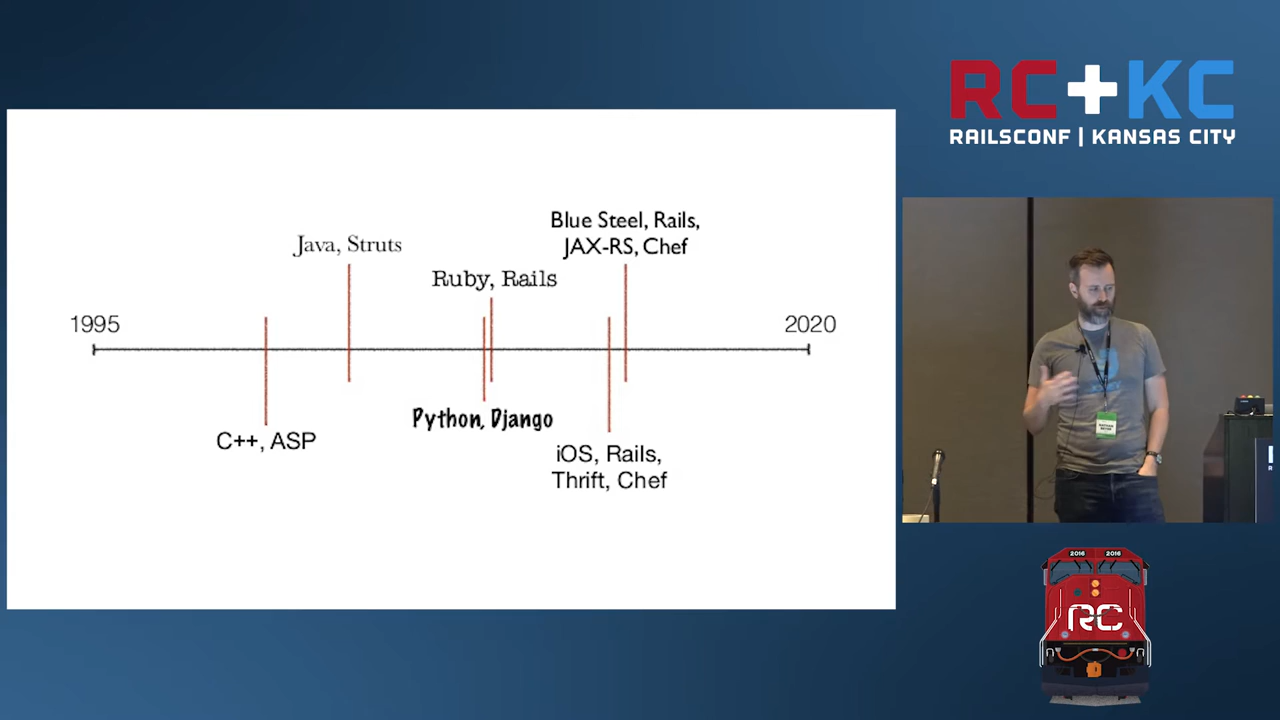 RC+KC
RAILSCONF | KANSAS CITY
Blue Steel, Rails,
JAX-RS, Chef
Java, Struts
Ruby, Rails
1995
2020
Python, Django
C++, ASP
iOS, Rails,
Thrift, Chef
2016 2016
RC